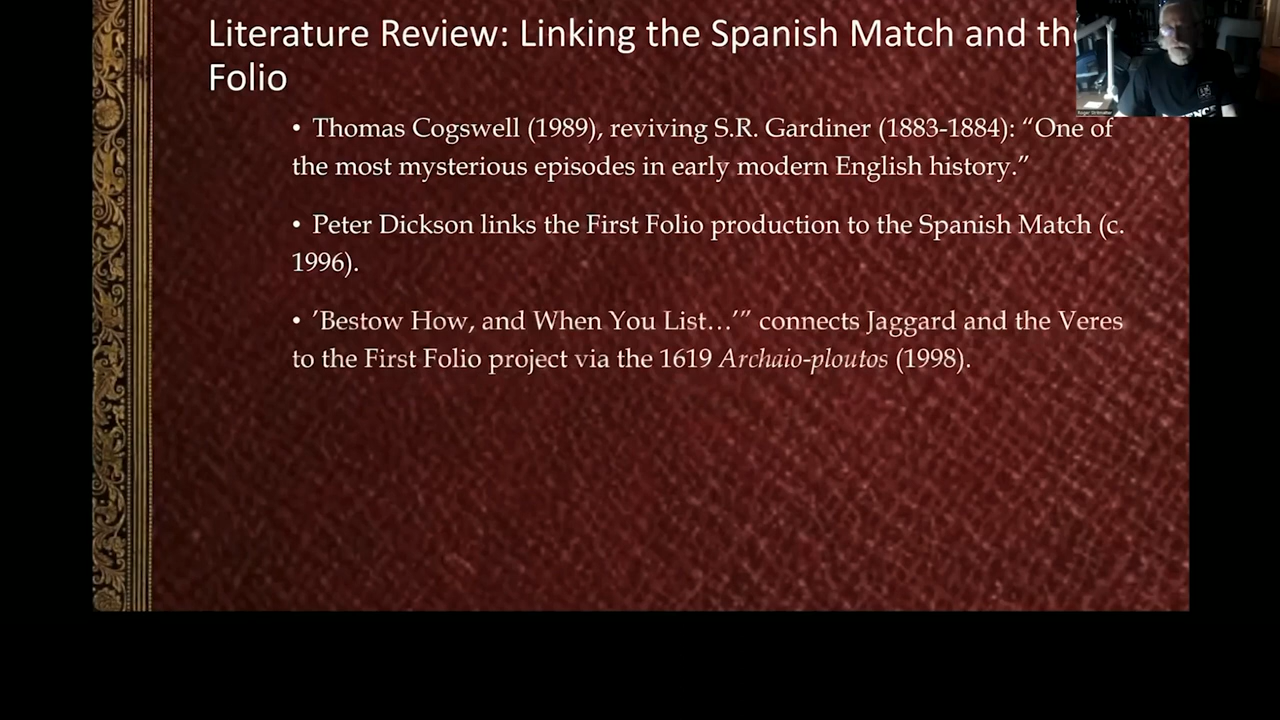 Literature Review: Linking the Spanish Match and the
Folio
• Thomas Cogswell (1989), reviving S.R. Gardiner (1883-1884): “One of
the most mysterious episodes in early modern English history.”
• Peter Dickson links the First Folio production to the Spanish Match (c.
1996).
• ’Bestow How, and When You List…’” connects Jaggard and the Veres
to the First Folio project via the 1619 Archaio-ploutos (1998).